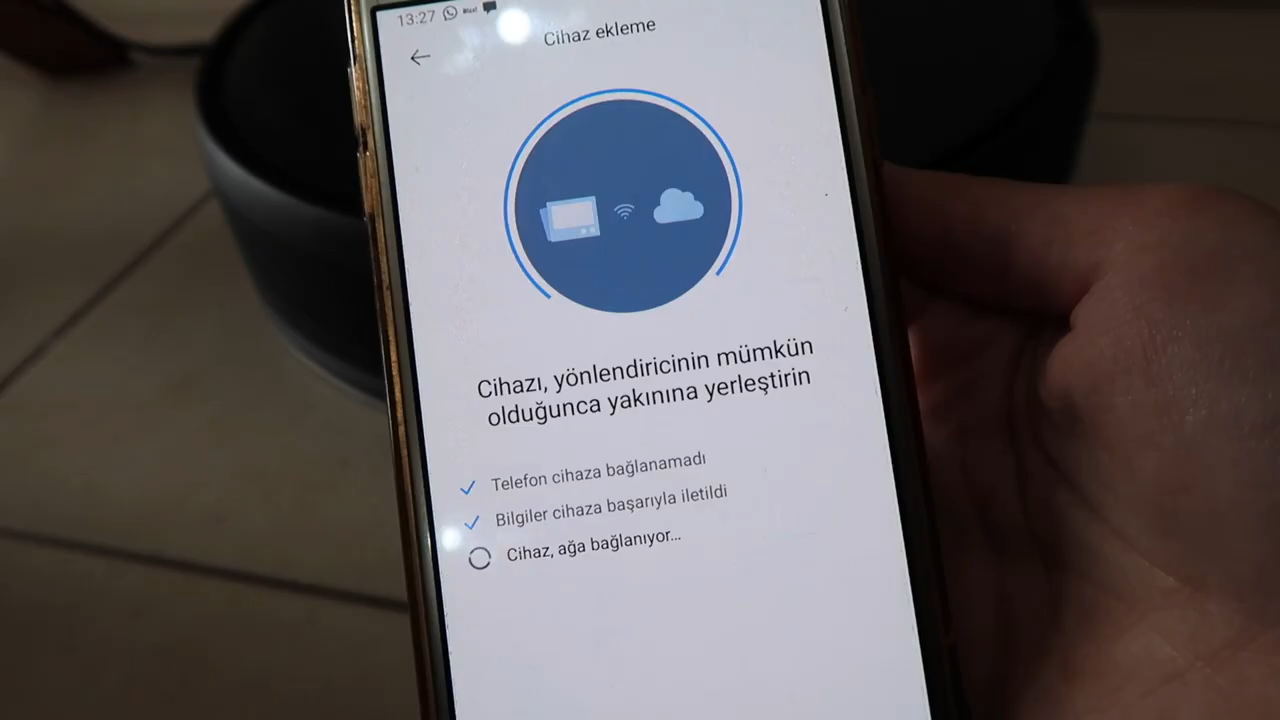 13:27
Cihaz ekleme
Cihazı, yönlendiricinin mümkün
olduğunca yakınına yerleştirin
Telefon cihaza bağlanamadı
Bilgiler cihaza başarıyla iletildi
Cihaz, ağa bağlanıyor...